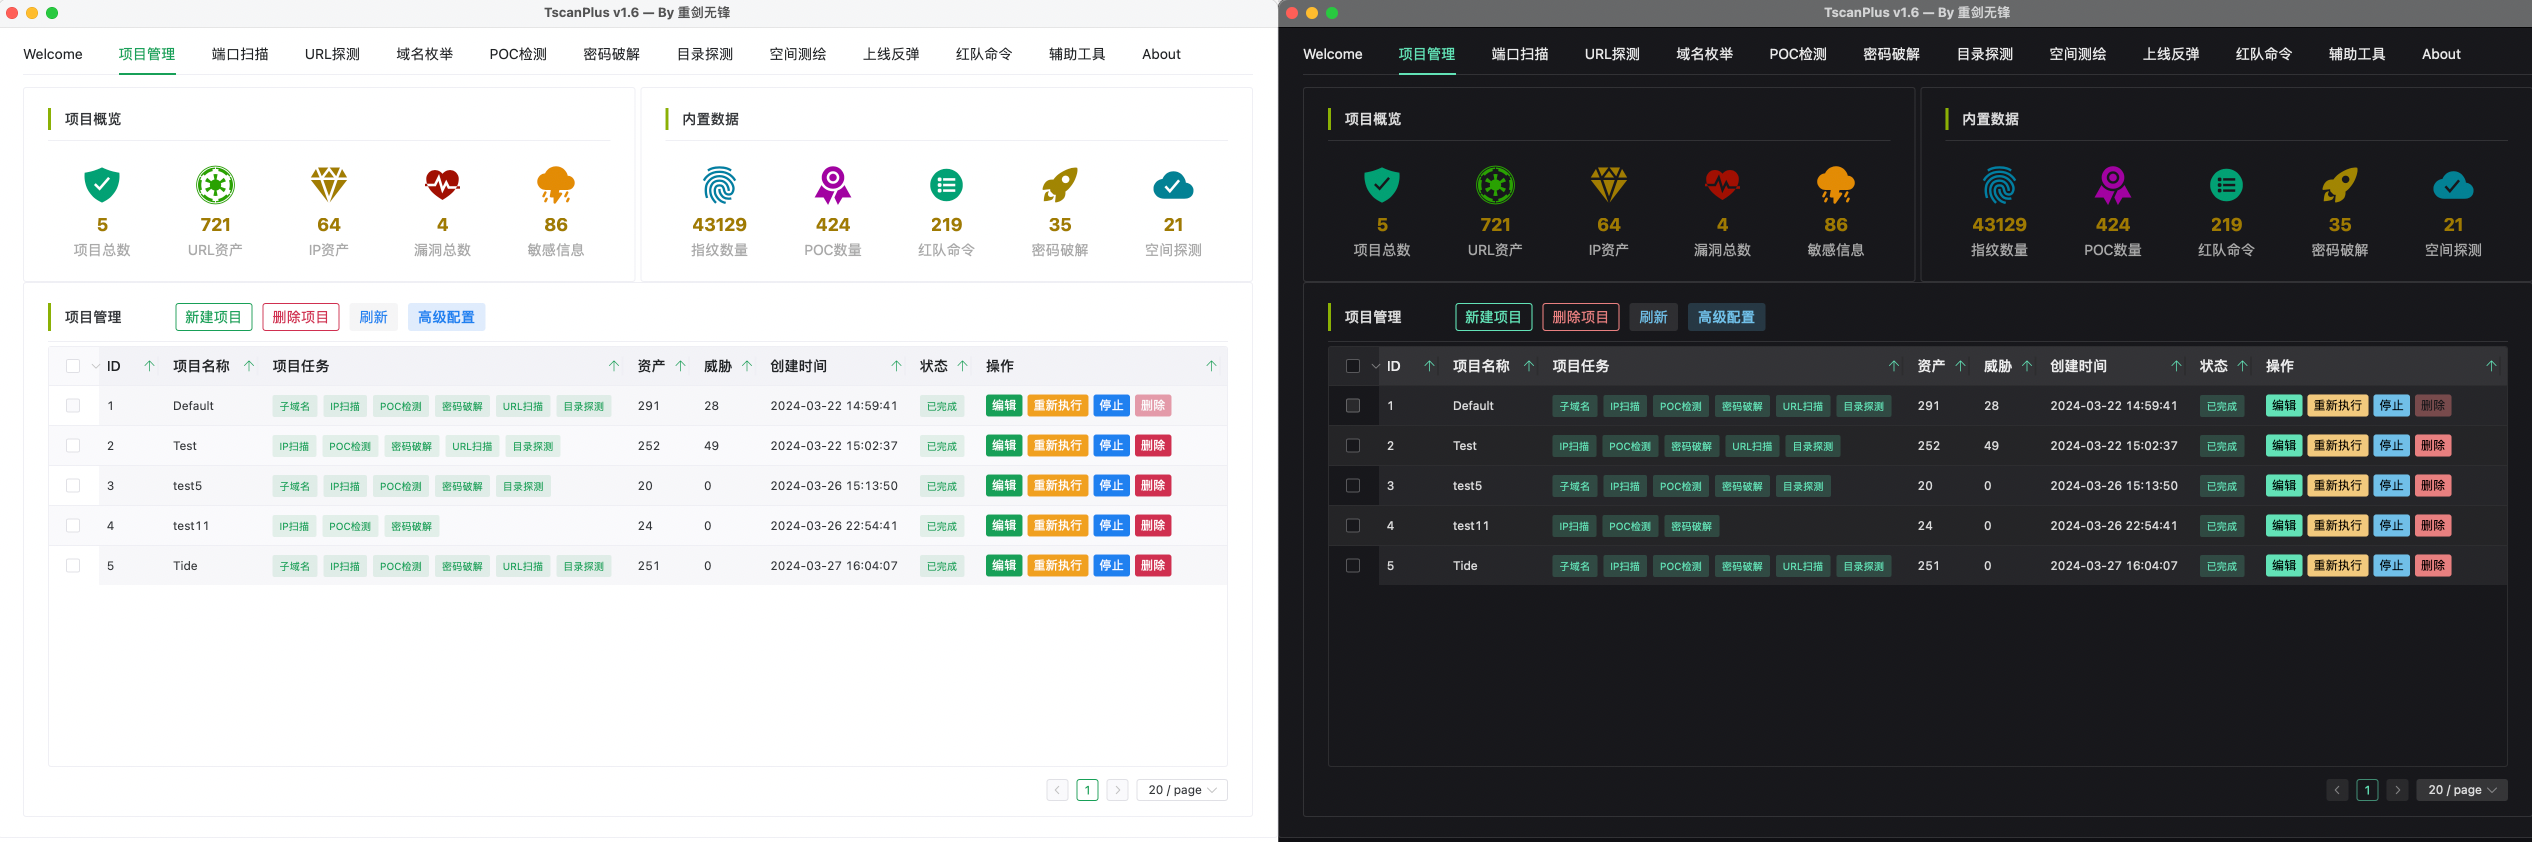 TscanPlus v1.6 — By 重剑无锋
Welcome 项目管理 端口扫描 URL探测 域名枚举 POC检测 密码破解 目录探测 空间测绘 上线反弹 红队命令 辅助工具 About
项目概览
5 721 64 4 86
项目总数 URL资产 IP资产 漏洞总数 敏感信息
内置数据
43129 424 219 35 21
指纹数量 POC数量 红队命令 密码破解 空间探测
项目管理 新建项目 删除项目 刷新 高级配置
ID 项目名称 项目任务 资产 威胁 创建时间 状态 操作
1 Default 子域名 IP扫描 POC检测 密码破解 URL扫描 目录探测 291 28 2024-03-22 14:59:41 已完成 编辑 重新执行 停止 删除
2 Test IP扫描 POC检测 密码破解 URL扫描 目录探测 252 49 2024-03-22 15:02:37 已完成 编辑 重新执行 停止 删除
3 test5 子域名 IP扫描 POC检测 密码破解 目录探测 20 0 2024-03-26 15:13:50 已完成 编辑 重新执行 停止 删除
4 test11 IP扫描 POC检测 密码破解 24 0 2024-03-26 22:54:41 已完成 编辑 重新执行 停止 删除
5 Tide 子域名 IP扫描 POC检测 密码破解 URL扫描 目录探测 251 0 2024-03-27 16:04:07 已完成 编辑 重新执行 停止 删除
1 20 / page
TscanPlus v1.6 — By 重剑无锋
Welcome 项目管理 端口扫描 URL探测 域名枚举 POC检测 密码破解 目录探测 空间测绘 上线反弹 红队命令 辅助工具 About
项目概览
5 721 64 4 86
项目总数 URL资产 IP资产 漏洞总数 敏感信息
内置数据
43129 424 219 35 21
指纹数量 POC数量 红队命令 密码破解 空间探测
项目管理 新建项目 删除项目 刷新 高级配置
ID 项目名称 项目任务 资产 威胁 创建时间 状态 操作
1 Default 子域名 IP扫描 POC检测 密码破解 URL扫描 目录探测 291 28 2024-03-22 14:59:41 已完成 编辑 重新执行 停止 删除
2 Test IP扫描 POC检测 密码破解 URL扫描 目录探测 252 49 2024-03-22 15:02:37 已完成 编辑 重新执行 停止 删除
3 test5 子域名 IP扫描 POC检测 密码破解 目录探测 20 0 2024-03-26 15:13:50 已完成 编辑 重新执行 停止 删除
4 test11 IP扫描 POC检测 密码破解 24 0 2024-03-26 22:54:41 已完成 编辑 重新执行 停止 删除
5 Tide 子域名 IP扫描 POC检测 密码破解 URL扫描 目录探测 251 0 2024-03-27 16:04:07 已完成 编辑 重新执行 停止 删除
1 20 / page